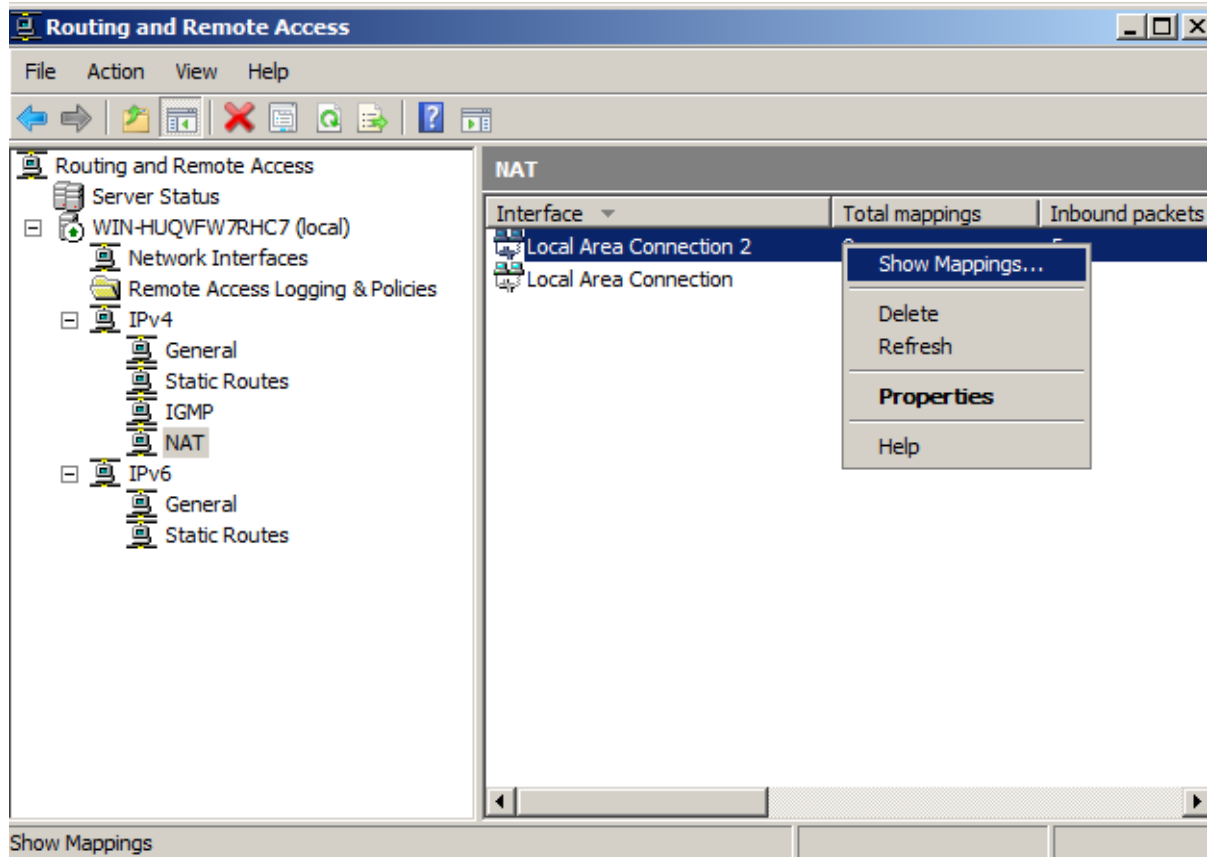 Routing and Remote Access
File Action View Help
Routing and Remote Access
Server Status
WIN-HUQVFW7RHC7 (local)
Network Interfaces
Remote Access Logging & Policies
IPv4
General
Static Routes
IGMP
NAT
IPv6
General
Static Routes
NAT
Interface Total mappings Inbound packets
Local Area Connection 2
Local Area Connection
Show Mappings...
Delete
Refresh
Properties
Help
Show Mappings